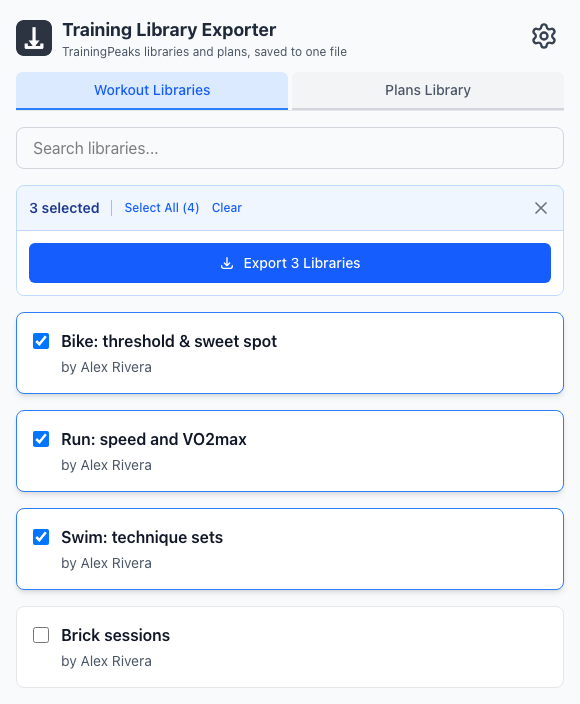 Training Library Exporter
TrainingPeaks libraries and plans, saved to one file
Workout Libraries
Plans Library
Search libraries...
3 selected
Select All (4)
Clear
Export 3 Libraries
Bike: threshold & sweet spot
by Alex Rivera
Run: speed and VO2max
by Alex Rivera
Swim: technique sets
by Alex Rivera
Brick sessions
by Alex Rivera